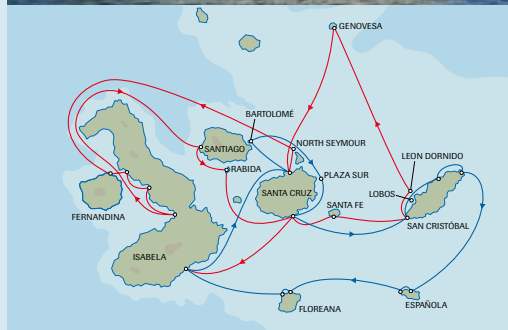 GENOVESA
BARTOLOMÉ
SANTIAGO
NORTH SEYMOUR
LEON DORNIDO
RABIDA
PLAZA SUR
SANTA CRUZ
LOBOS
SANTA FE
FERNANDINA
SAN CRISTÓBAL
ISABELA
ESPAÑOLA
FLOREANA